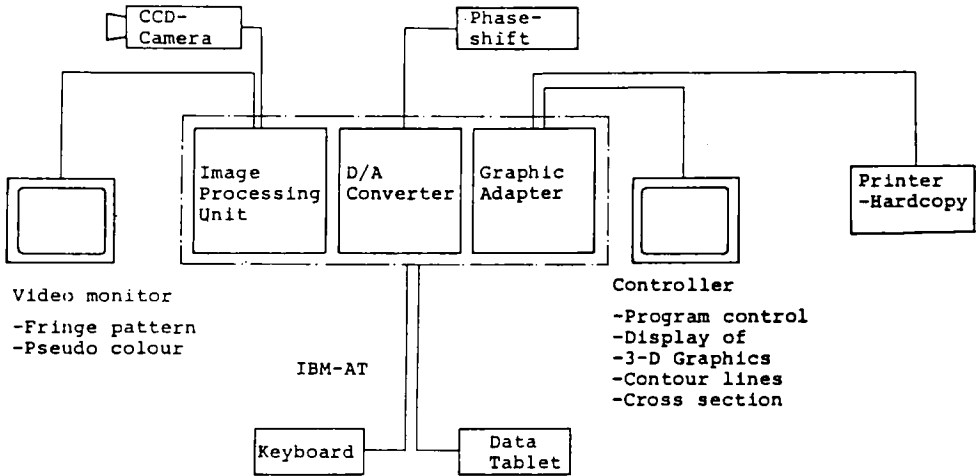 CCD-
Camera
Phase-
shift
Image
Processing
Unit
D/A
Converter
Graphic
Adapter
Printer
-Hardcopy
Video monitor
-Fringe pattern
-Pseudo colour
Controller
-Program control
-Display of
-3-D Graphics
-Contour lines
-Cross section
IBM-AT
Keyboard
Data
Tablet